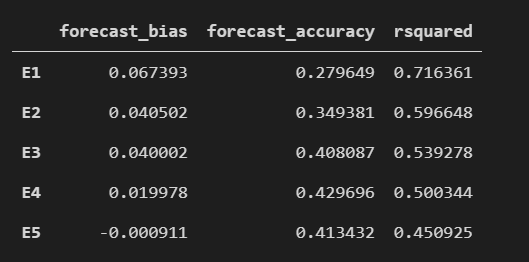 forecast_bias forecast_accuracy rsquared
E1 0.067393 0.279649 0.716361
E2 0.040502 0.349381 0.596648
E3 0.040002 0.408087 0.539278
E4 0.019978 0.429696 0.500344
E5 -0.000911 0.413432 0.450925